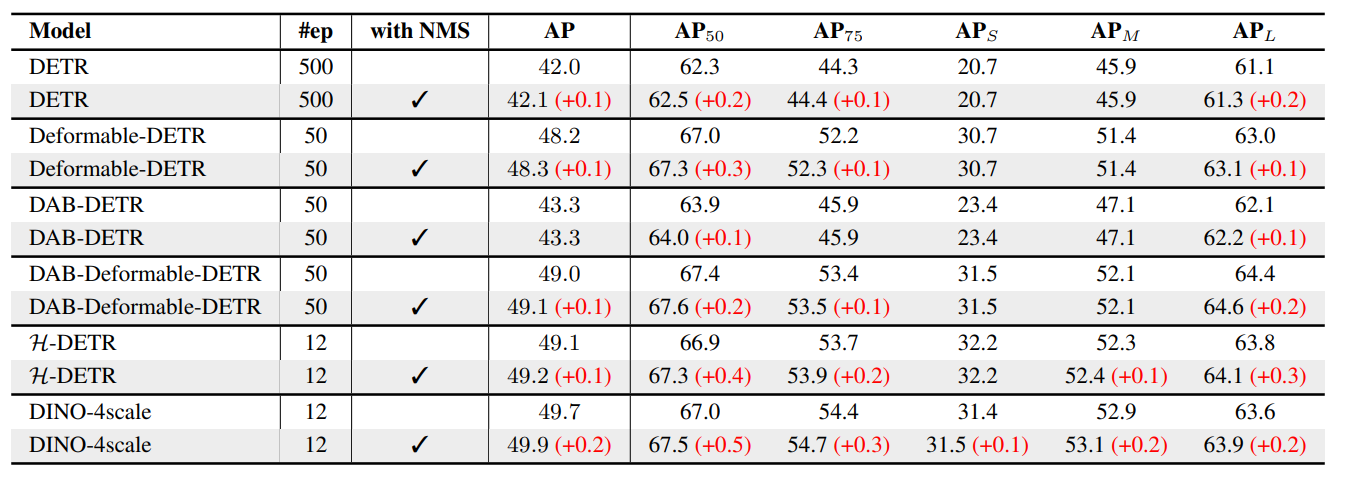 Model #ep with NMS AP AP50 AP75 APS APM APL
DETR 500 42.0 62.3 44.3 20.7 45.9 61.1
DETR 500 ✓ 42.1 (+0.1) 62.5 (+0.2) 44.4 (+0.1) 20.7 45.9 61.3 (+0.2)
Deformable-DETR 50 48.2 67.0 52.2 30.7 51.4 63.0
Deformable-DETR 50 ✓ 48.3 (+0.1) 67.3 (+0.3) 52.3 (+0.1) 30.7 51.4 63.1 (+0.1)
DAB-DETR 50 43.3 63.9 45.9 23.4 47.1 62.1
DAB-DETR 50 ✓ 43.3 64.0 (+0.1) 45.9 23.4 47.1 62.2 (+0.1)
DAB-Deformable-DETR 50 49.0 67.4 53.4 31.5 52.1 64.4
DAB-Deformable-DETR 50 ✓ 49.1 (+0.1) 67.6 (+0.2) 53.5 (+0.1) 31.5 52.1 64.6 (+0.2)
ℋ-DETR 12 49.1 66.9 53.7 32.2 52.3 63.8
ℋ-DETR 12 ✓ 49.2 (+0.1) 67.3 (+0.4) 53.9 (+0.2) 32.2 52.4 (+0.1) 64.1 (+0.3)
DINO-4scale 12 49.7 67.0 54.4 31.4 52.9 63.6
DINO-4scale 12 ✓ 49.9 (+0.2) 67.5 (+0.5) 54.7 (+0.3) 31.5 (+0.1) 53.1 (+0.2) 63.9 (+0.2)